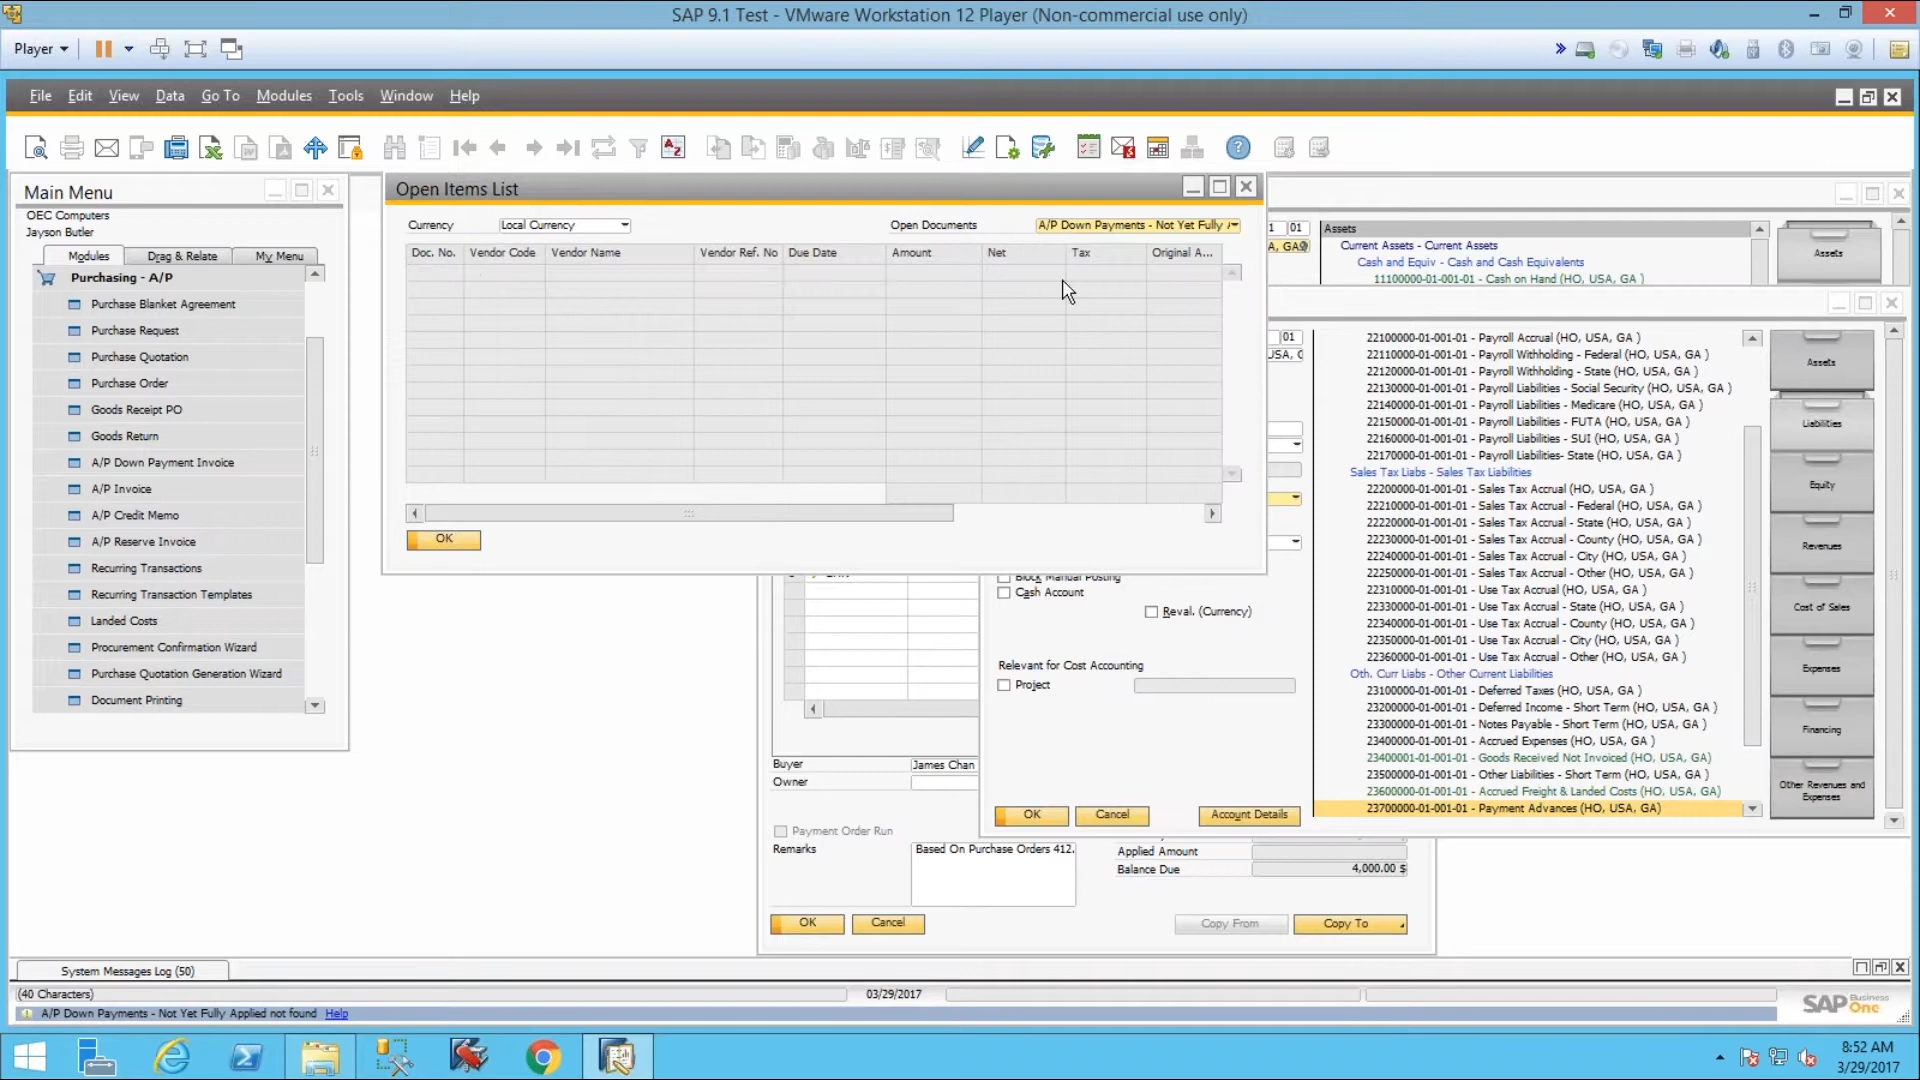 SAP 9.1 Test - VMware Workstation 12 Player (Non-commercial use only)
Player
File Edit View Data Go To Modules Tools Window Help
Main Menu
OEC Computers
Jayson Butler
Modules Drag & Relate My Menu
Purchasing - A/P
Purchase Blanket Agreement
Purchase Request
Purchase Quotation
Purchase Order
Goods Receipt PO
Goods Return
A/P Down Payment Invoice
A/P Invoice
A/P Credit Memo
A/P Reserve Invoice
Recurring Transactions
Recurring Transaction Templates
Landed Costs
Procurement Confirmation Wizard
Purchase Quotation Generation Wizard
Document Printing
Open Items List
Currency Local Currency Open Documents A/P Down Payments - Not Yet Fully
Doc. No. Vendor Code Vendor Name Vendor Ref. No Due Date Amount Net Tax Original A...
OK
1 01
A, GA
Assets
Current Assets - Current Assets
Cash and Equiv - Cash and Cash Equivalents
11100000-01-001-01 - Cash on Hand (HO, USA, GA )
Assets
01
USA, G
22100000-01-001-01 - Payroll Accrual (HO, USA, GA )
22110000-01-001-01 - Payroll Withholding - Federal (HO, USA, GA )
22120000-01-001-01 - Payroll Withholding - State (HO, USA, GA )
22130000-01-001-01 - Payroll Liabilities - Social Security (HO, USA, GA )
22140000-01-001-01 - Payroll Liabilities - Medicare (HO, USA, GA )
22150000-01-001-01 - Payroll Liabilities - FUTA (HO, USA, GA )
22160000-01-001-01 - Payroll Liabilities - SUI (HO, USA, GA )
22170000-01-001-01 - Payroll Liabilities- State (HO, USA, GA )
Sales Tax Liabs - Sales Tax Liabilities
22200000-01-001-01 - Sales Tax Accrual (HO, USA, GA )
22210000-01-001-01 - Sales Tax Accrual - Federal (HO, USA, GA )
22220000-01-001-01 - Sales Tax Accrual - State (HO, USA, GA )
22230000-01-001-01 - Sales Tax Accrual - County (HO, USA, GA )
22240000-01-001-01 - Sales Tax Accrual - City (HO, USA, GA )
22250000-01-001-01 - Sales Tax Accrual - Other (HO, USA, GA )
22310000-01-001-01 - Use Tax Accrual (HO, USA, GA )
22330000-01-001-01 - Use Tax Accrual - State (HO, USA, GA )
22340000-01-001-01 - Use Tax Accrual - County (HO, USA, GA )
22350000-01-001-01 - Use Tax Accrual - City (HO, USA, GA )
22360000-01-001-01 - Use Tax Accrual - Other (HO, USA, GA )
Oth. Curr Liabs - Other Current Liabilities
23100000-01-001-01 - Deferred Taxes (HO, USA, GA )
23200000-01-001-01 - Deferred Income - Short Term (HO, USA, GA )
23300000-01-001-01 - Notes Payable - Short Term (HO, USA, GA )
23400000-01-001-01 - Accrued Expenses (HO, USA, GA )
23400001-01-001-01 - Goods Received Not Invoiced (HO, USA, GA)
23500000-01-001-01 - Other Liabilities - Short Term (HO, USA, GA )
23600000-01-001-01 - Accrued Freight & Landed Costs (HO, USA, GA )
23700000-01-001-01 - Payment Advances (HO, USA, GA)
Assets
Liabilities
Equity
Revenues
Cost of Sales
Expenses
Financing
Other Revenues and
Expenses
Block Manual Posting
Cash Account
Reval. (Currency)
Relevant for Cost Accounting
Project
OK Cancel Account Details
Buyer James Chan
Owner
Payment Order Run
Remarks Based On Purchase Orders 412.
Applied Amount
Balance Due 4,000.00 $
OK Cancel Copy From Copy To
System Messages Log (50)
(40 Characters) 03/29/2017
A/P Down Payments - Not Yet Fully Applied not found Help
SAP Business One
8:52 AM
3/29/2017